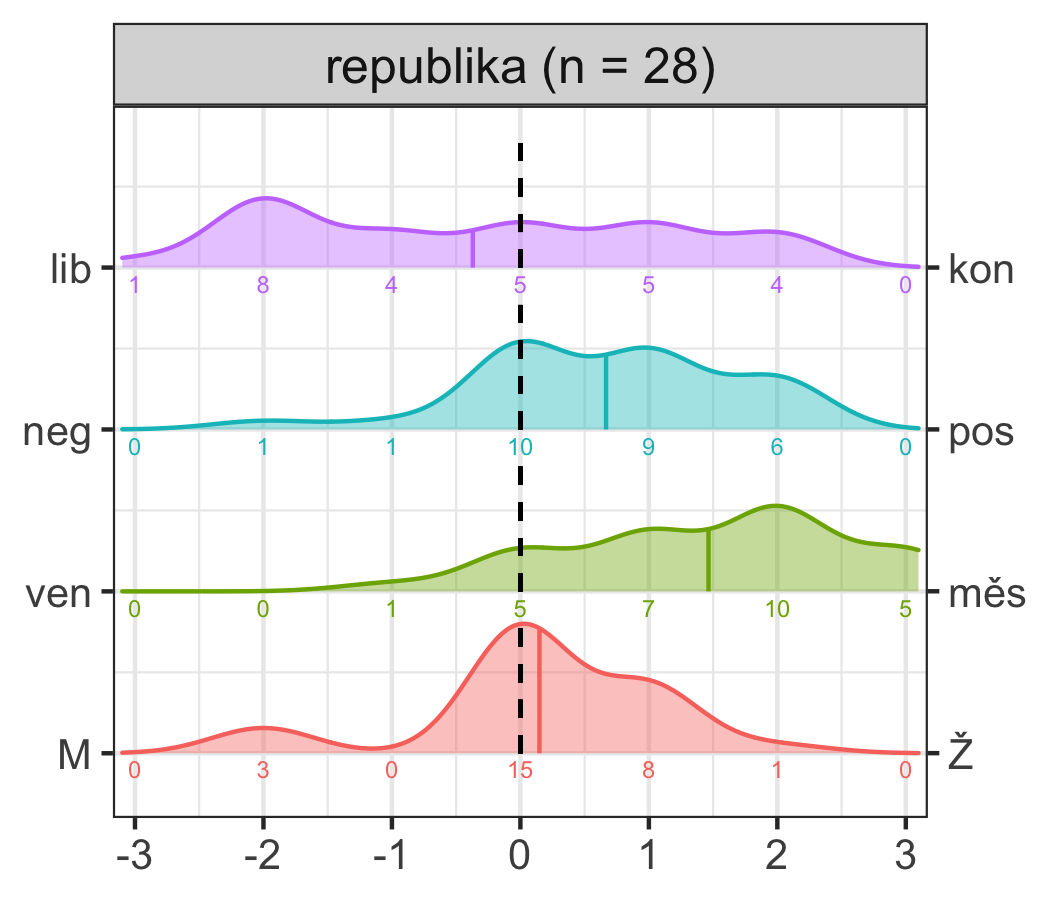 republika (n = 28)
lib kon
1 8 4 5 5 4 0
neg pos
0 1 1 10 9 6 0
ven měs
0 0 1 5 7 10 5
M Ž
0 3 0 15 8 1 0
-3 -2 -1 0 1 2 3